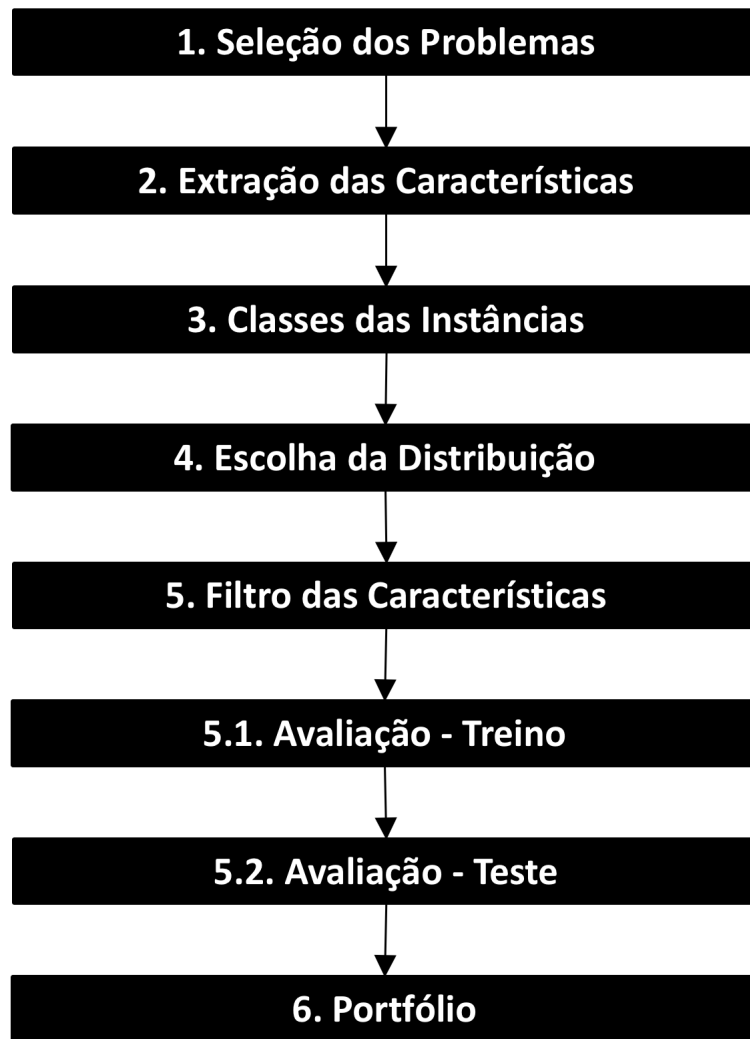 1. Seleção dos Problemas
2. Extração das Características
3. Classes das Instâncias
4. Escolha da Distribuição
5. Filtro das Características
5.1. Avaliação - Treino
5.2. Avaliação - Teste
6. Portfólio